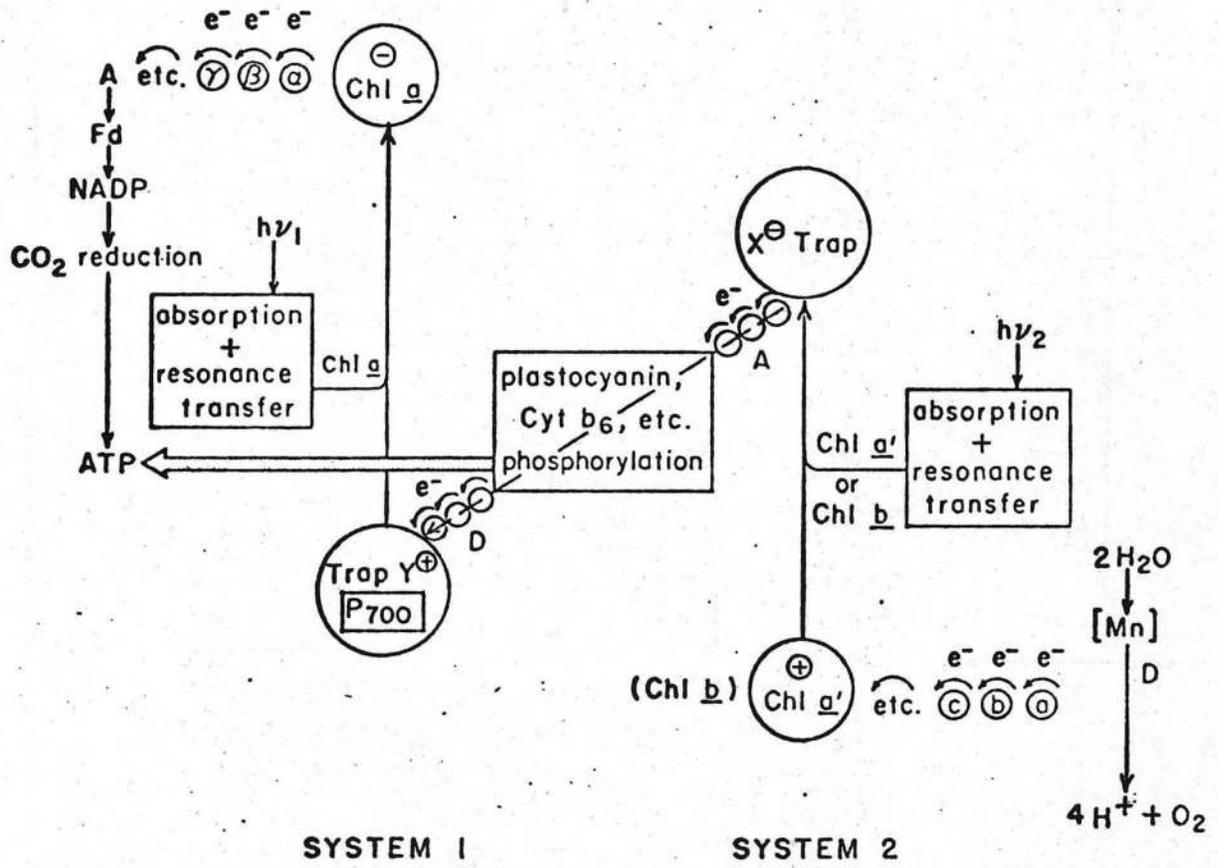 e⁻ e⁻ e⁻
A etc. γ β α
⊖
Chl a
Fd
NADP
CO₂ reduction
hν₁
absorption
+
resonance
transfer
Chl a
ATP
plastocyanin,
Cyt b₆, etc.
phosphorylation
e⁻
D
Trap Y⊕
P₇₀₀
X⊖ Trap
e⁻
A
hν₂
absorption
+
resonance
transfer
Chl a'
or
Chl b
⊕
(Chl b) Chl a'
e⁻ e⁻ e⁻
etc. c b a
2H₂O
[Mn]
D
4H⁺ + O₂
SYSTEM 1
SYSTEM 2